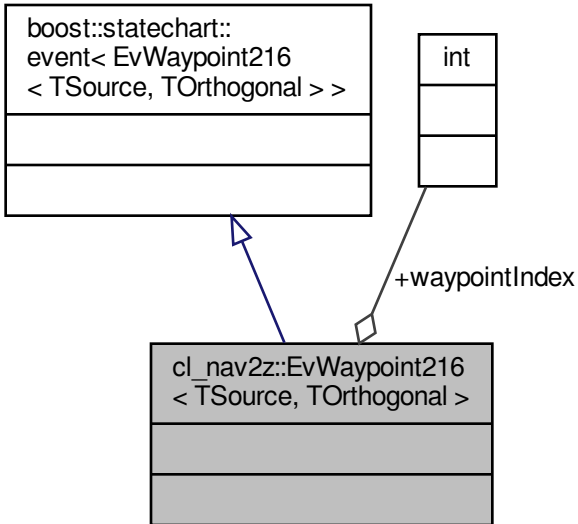 boost::statechart::
event< EvWaypoint216
< TSource, TOrthogonal > >
int
+waypointIndex
cl_nav2z::EvWaypoint216
< TSource, TOrthogonal >